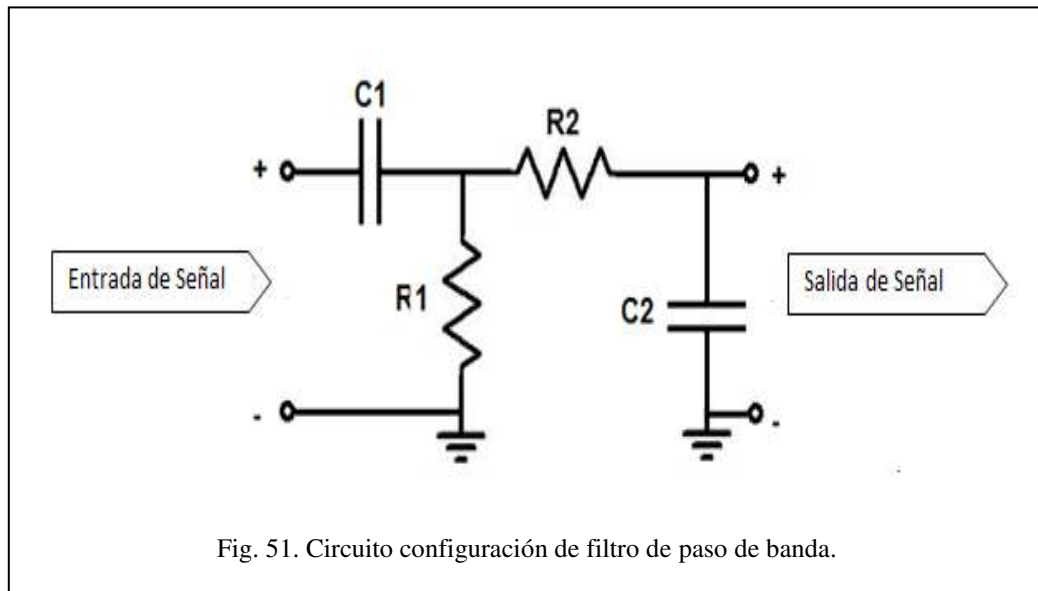 C1
R2
+
+
Entrada de Señal
R1
C2
Salida de Señal
-
-
Fig. 51. Circuito configuración de filtro de paso de banda.